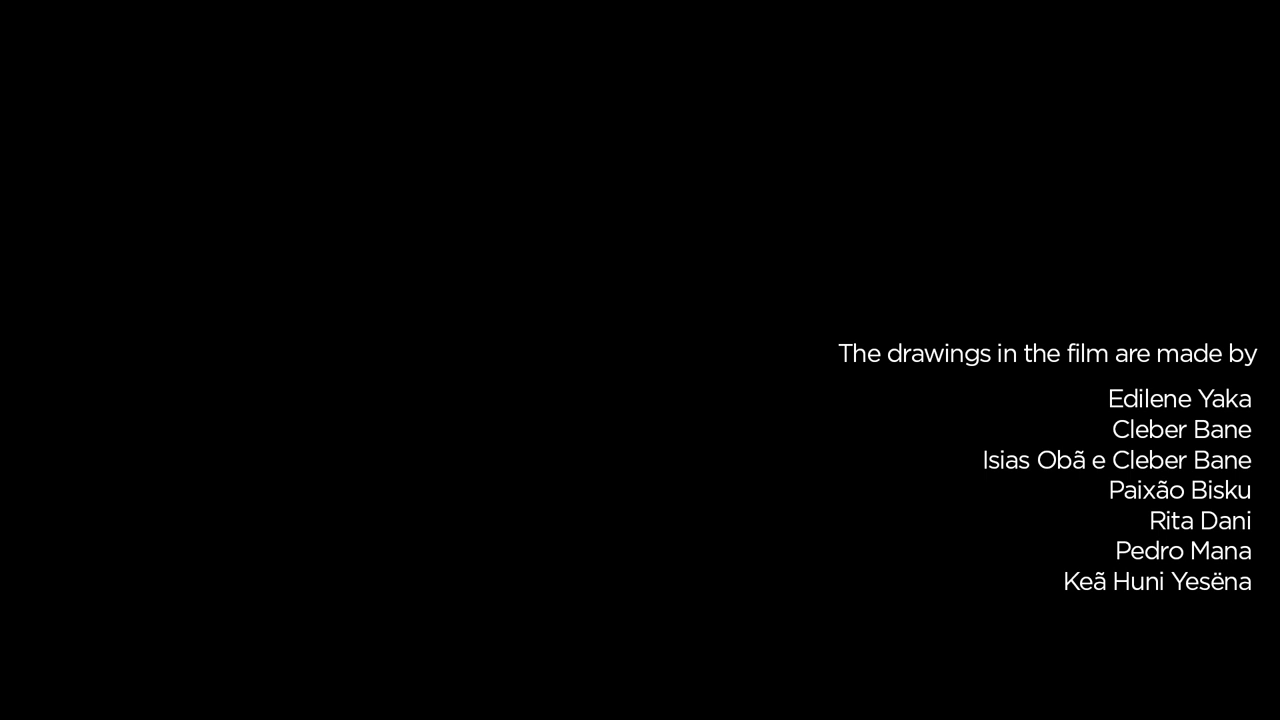 The drawings in the film are made by
Edilene Yaka
Cleber Bane
Isias Obã e Cleber Bane
Paixão Bisku
Rita Dani
Pedro Mana
Keã Huni Yesëna